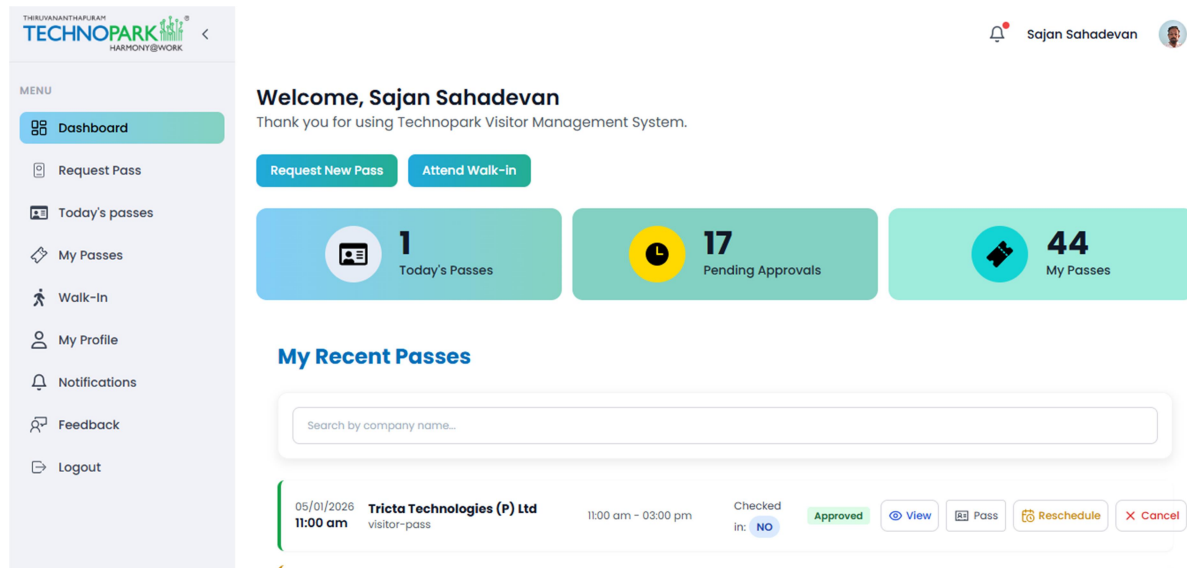 THIRUVANANTHAPURAM
TECHNOPARK
HARMONY@WORK
Sajan Sahadevan
MENU
Dashboard
Request Pass
Today's passes
My Passes
Walk-In
My Profile
Notifications
Feedback
Logout
Welcome, Sajan Sahadevan
Thank you for using Technopark Visitor Management System.
Request New Pass
Attend Walk-in
1
Today's Passes
17
Pending Approvals
44
My Passes
My Recent Passes
Search by company name...
05/01/2026
11:00 am
Tricta Technologies (P) Ltd
visitor-pass
11:00 am - 03:00 pm
Checked
in: NO
Approved
View
Pass
Reschedule
Cancel